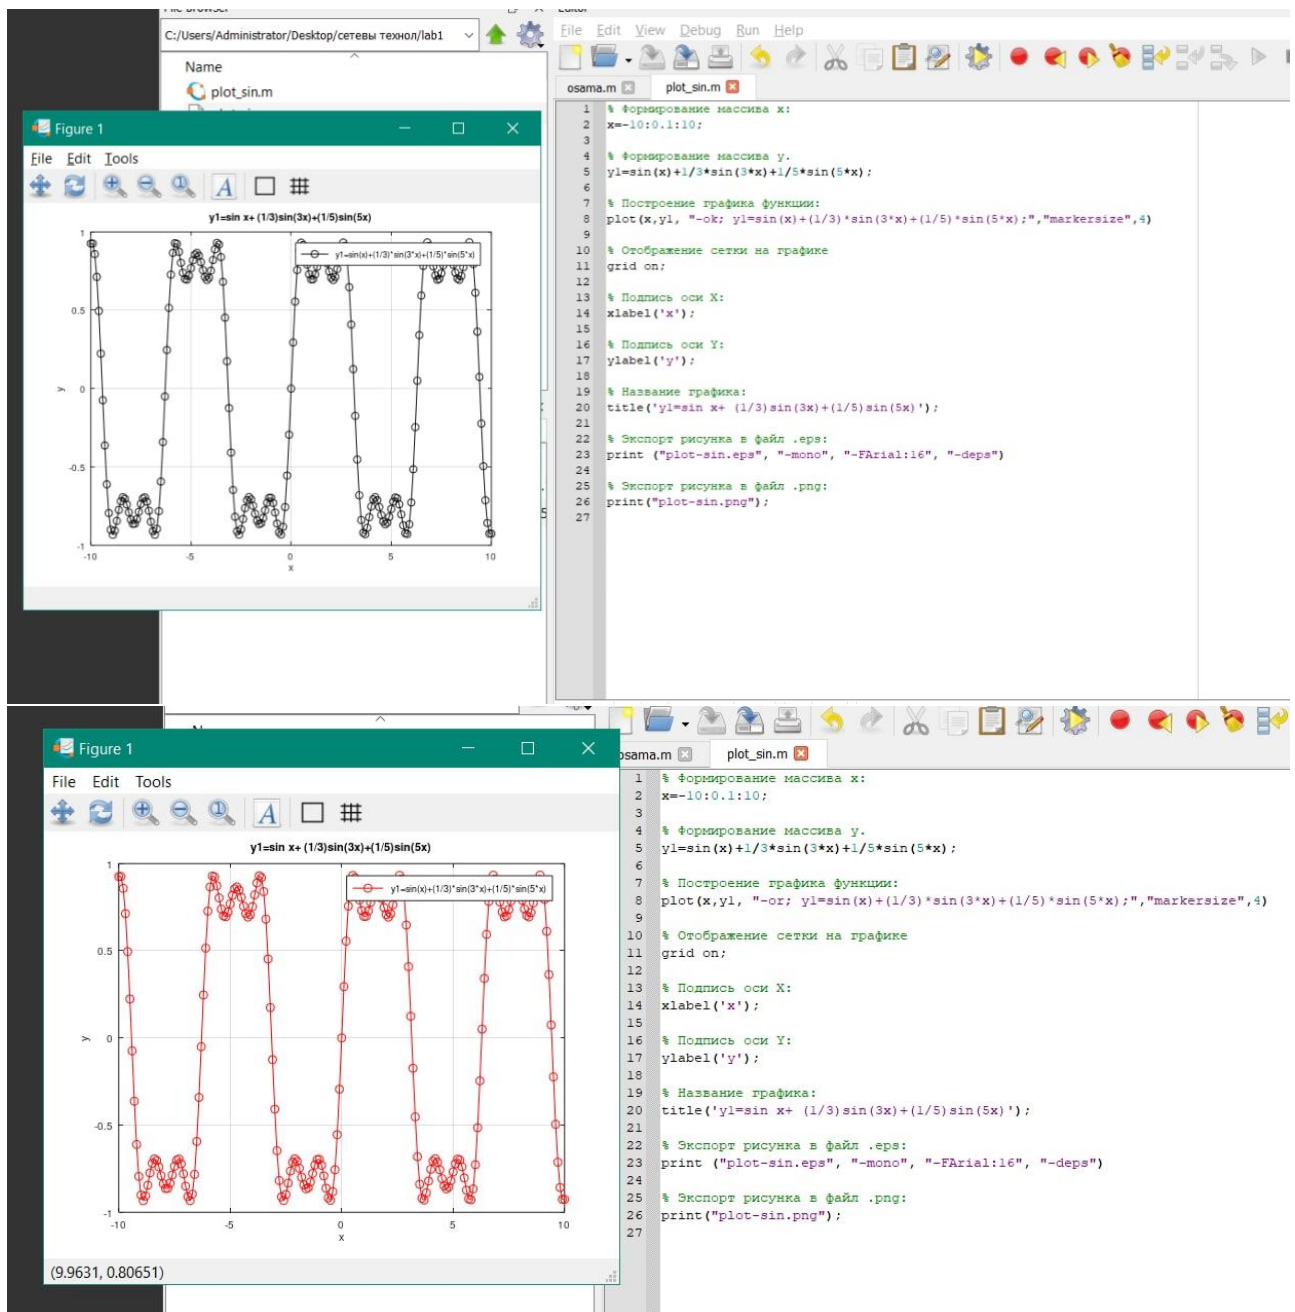 C:/Users/Administrator/Desktop/сетевы технол/lab1
Name
plot_sin.m
Figure 1
File Edit Tools
y1=sin x+ (1/3)sin(3x)+(1/5)sin(5x)
y1=sin(x)+(1/3)*sin(3*x)+(1/5)*sin(5*x)
1
0.5
0
-0.5
-1
y
-10 -5 0 5 10
x
File Edit View Debug Run Help
osama.m plot_sin.m
1 % Формирование массива x:
2 x=-10:0.1:10;
3
4 % Формирование массива y.
5 y1=sin(x)+1/3*sin(3*x)+1/5*sin(5*x);
6
7 % Построение графика функции:
8 plot(x,y1, "-ok; y1=sin(x)+(1/3)*sin(3*x)+(1/5)*sin(5*x);","markersize",4)
9
10 % Отображение сетки на графике
11 grid on;
12
13 % Подпись оси X:
14 xlabel('x');
15
16 % Подпись оси Y:
17 ylabel('y');
18
19 % Название графика:
20 title('y1=sin x+ (1/3)sin(3x)+(1/5)sin(5x)');
21
22 % Экспорт рисунка в файл .eps:
23 print ("plot-sin.eps", "-mono", "-FArial:16", "-deps")
24
25 % Экспорт рисунка в файл .png:
26 print("plot-sin.png");
27
Figure 1
File Edit Tools
y1=sin x+ (1/3)sin(3x)+(1/5)sin(5x)
y1=sin(x)+(1/3)*sin(3*x)+(1/5)*sin(5*x)
1
0.5
0
-0.5
-1
y
-10 -5 0 5 10
x
(9.9631, 0.80651)
osama.m plot_sin.m
1 % Формирование массива x:
2 x=-10:0.1:10;
3
4 % Формирование массива y.
5 y1=sin(x)+1/3*sin(3*x)+1/5*sin(5*x);
6
7 % Построение графика функции:
8 plot(x,y1, "-or; y1=sin(x)+(1/3)*sin(3*x)+(1/5)*sin(5*x);","markersize",4)
9
10 % Отображение сетки на графике
11 grid on;
12
13 % Подпись оси X:
14 xlabel('x');
15
16 % Подпись оси Y:
17 ylabel('y');
18
19 % Название графика:
20 title('y1=sin x+ (1/3)sin(3x)+(1/5)sin(5x)');
21
22 % Экспорт рисунка в файл .eps:
23 print ("plot-sin.eps", "-mono", "-FArial:16", "-deps")
24
25 % Экспорт рисунка в файл .png:
26 print("plot-sin.png");
27